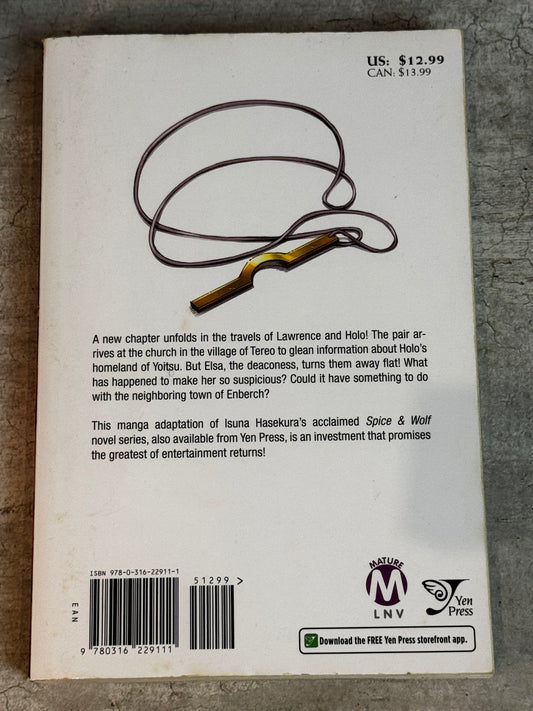 US: $12.99
CAN: $13.99
A new chapter unfolds in the travels of Lawrence and Holo! The pair ar-
rives at the church in the village of Tereo to glean information about Holo's
homeland of Yoitsu. But Elsa, the deaconess, turns them away flat! What
has happened to make her so suspicious? Could it have something to do
with the neighboring town of Enberch?
This manga adaptation of Isuna Hasekura's acclaimed Spice & Wolf
novel series, also available from Yen Press, is an investment that promises
the greatest of entertainment returns!
ISBN 978-0-316-22911-1
51299 >
EAN
9 780316 229111
MATURE
M
LNV
Yen
Press
Download the FREE Yen Press storefront app.